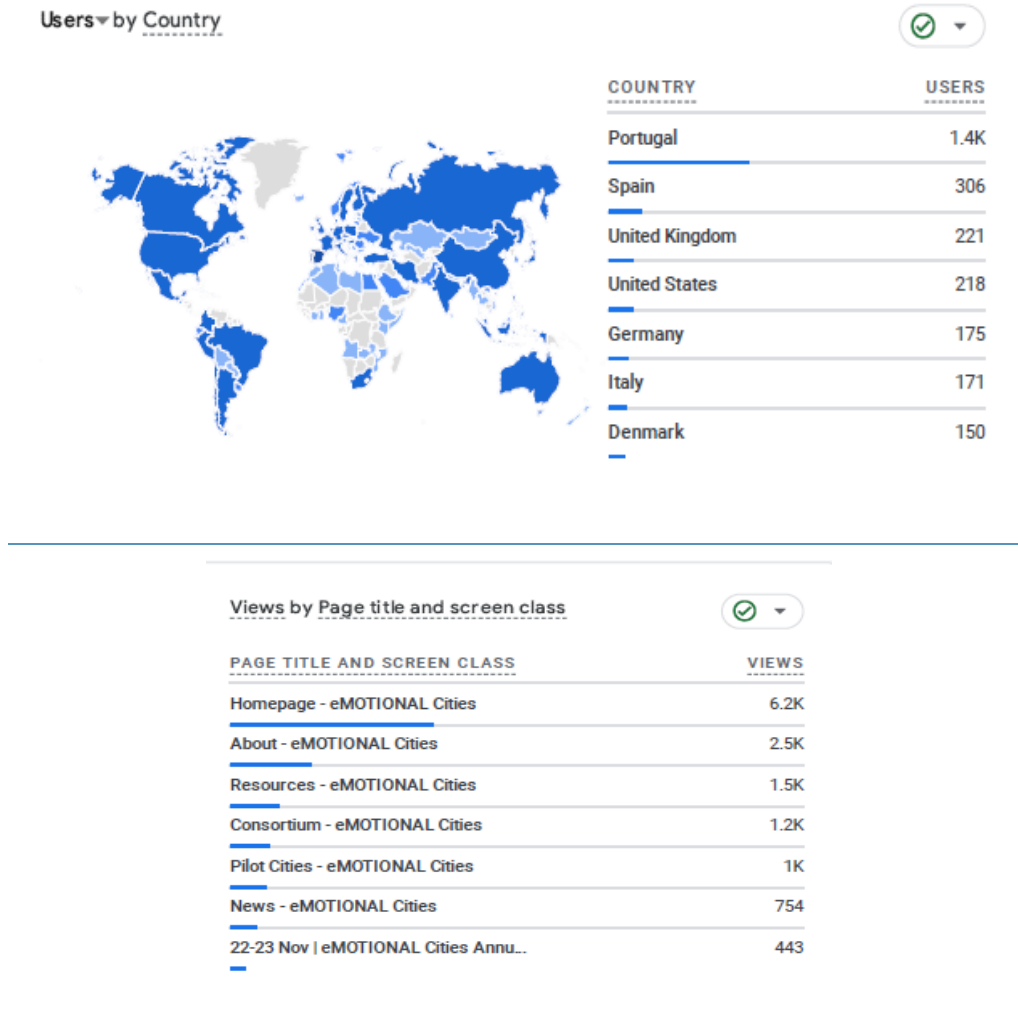 Users by Country
COUNTRY USERS
Portugal 1.4K
Spain 306
United Kingdom 221
United States 218
Germany 175
Italy 171
Denmark 150
Views by Page title and screen class
PAGE TITLE AND SCREEN CLASS VIEWS
Homepage - eMOTIONAL Cities 6.2K
About - eMOTIONAL Cities 2.5K
Resources - eMOTIONAL Cities 1.5K
Consortium - eMOTIONAL Cities 1.2K
Pilot Cities - eMOTIONAL Cities 1K
News - eMOTIONAL Cities 754
22-23 Nov | eMOTIONAL Cities Annu... 443